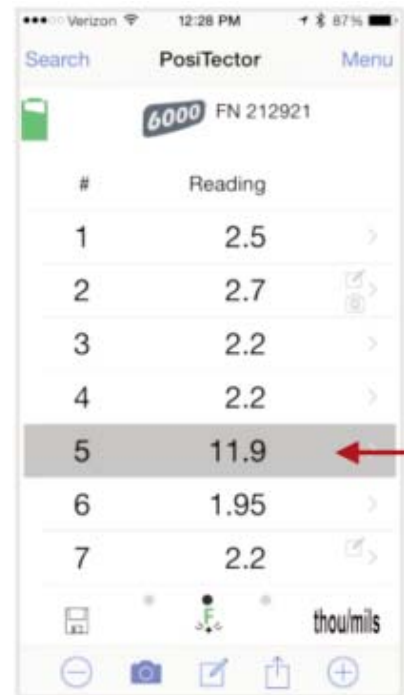 Verizon 12:28 PM 87%
Search PosiTector Menu
6000 FN 212921
# Reading
1 2.5
2 2.7
3 2.2
4 2.2
5 11.9
6 1.95
7 2.2
F thou/mils